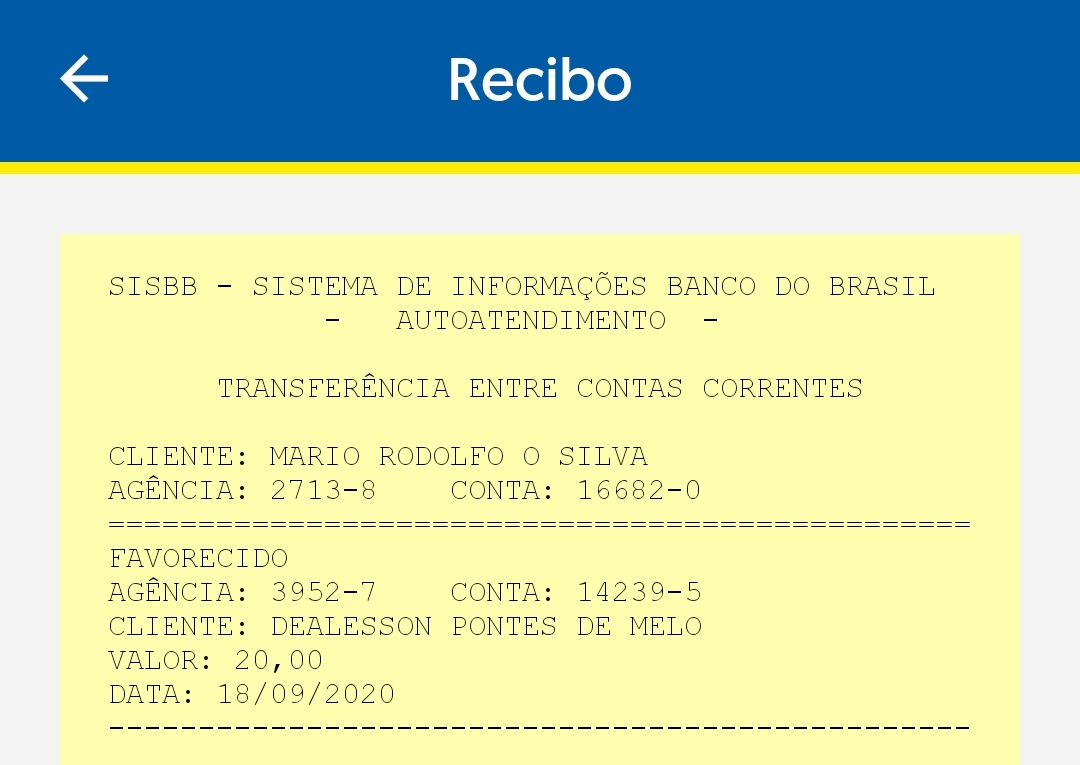 Recibo
SISBB - SISTEMA DE INFORMAÇÕES BANCO DO BRASIL
- AUTOATENDIMENTO -
TRANSFERÊNCIA ENTRE CONTAS CORRENTES
CLIENTE: MARIO RODOLFO O SILVA
AGÊNCIA: 2713-8 CONTA: 16682-0
================================================
FAVORECIDO
AGÊNCIA: 3952-7 CONTA: 14239-5
CLIENTE: DEALESSON PONTES DE MELO
VALOR: 20,00
DATA: 18/09/2020
------------------------------------------------